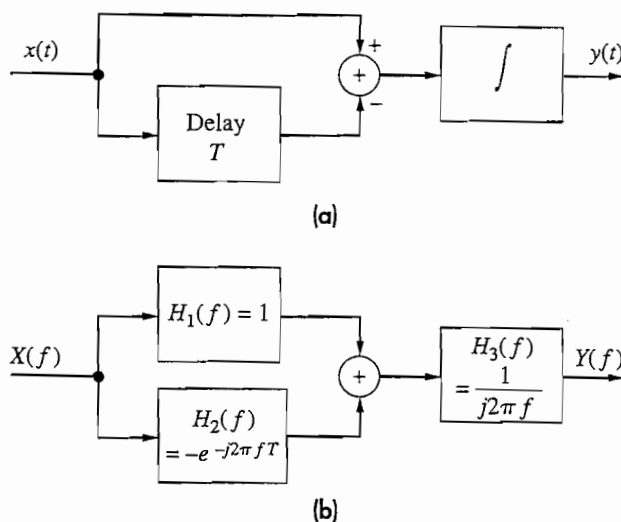 x(t)
+
+
−
∫
y(t)
Delay
T
(a)
H₁(f) = 1
X(f)
+
H₃(f)
= 1/(j2πf)
Y(f)
H₂(f)
= −e^(−j2πfT)
(b)